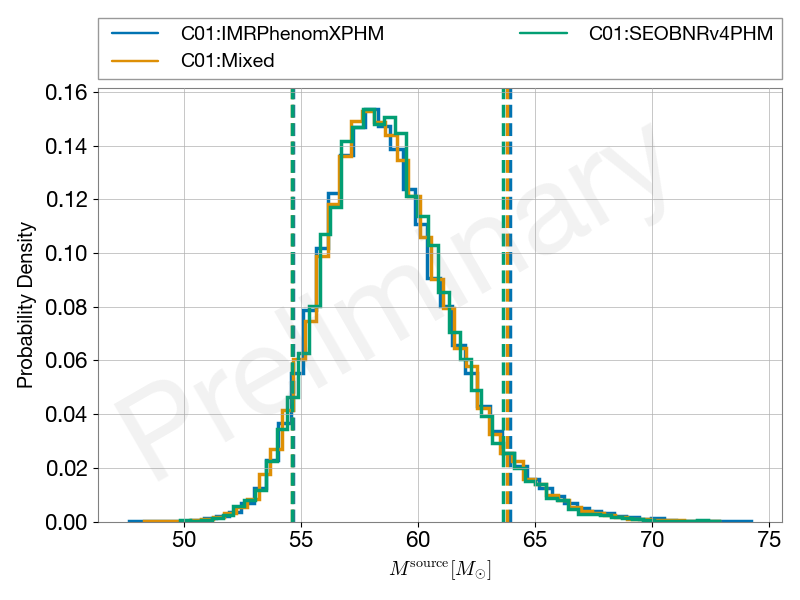 C01:IMRPhenomXPHM
C01:SEOBNRv4PHM
C01:Mixed
0.16
0.14
0.12
0.10
0.08
0.06
0.04
0.02
0.00
Probability Density
Preliminary
50 55 60 65 70 75
M^source[M_⊙]